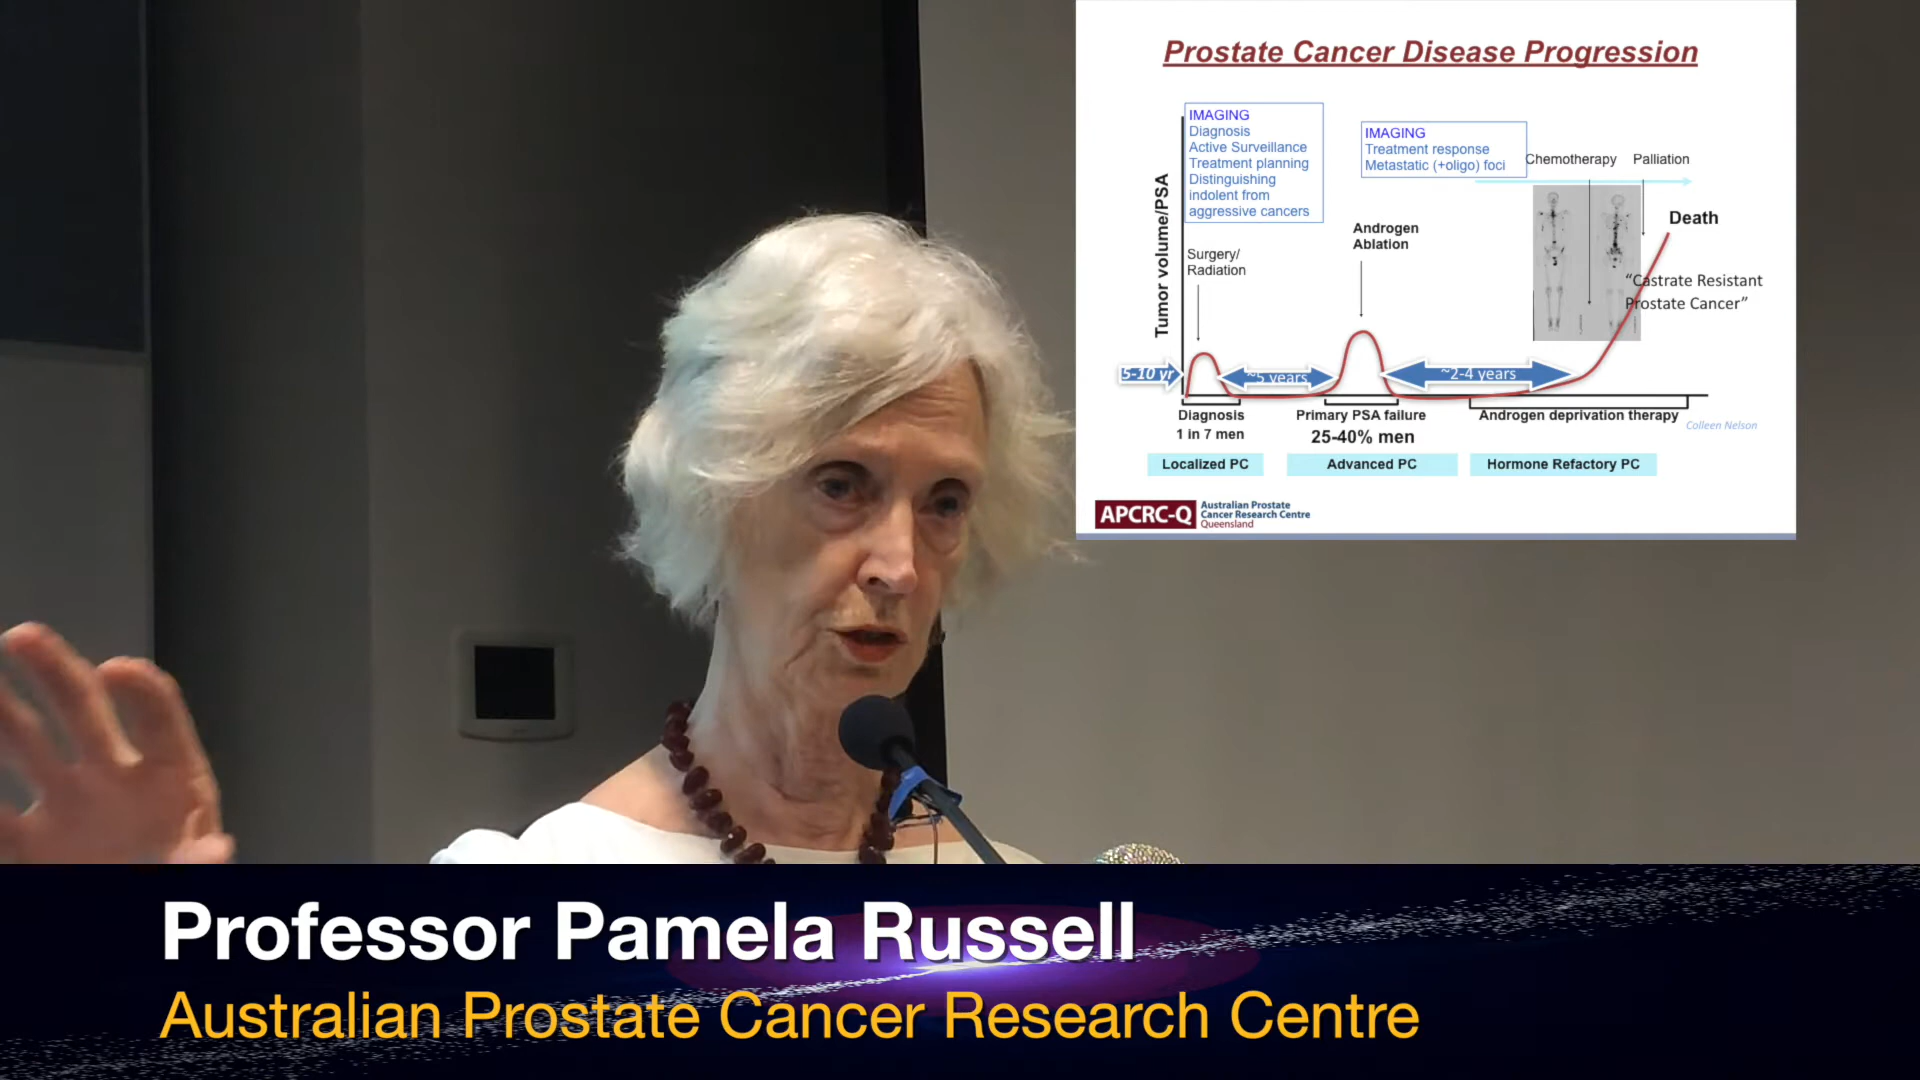 Prostate Cancer Disease Progression
IMAGING
Diagnosis
Active Surveillance
Treatment planning
Distinguishing
indolent from
aggressive cancers
IMAGING
Treatment response
Metastatic (+oligo) foci
Chemotherapy
Palliation
Tumor volume/PSA
Surgery/
Radiation
Androgen
Ablation
Death
"Castrate Resistant
Prostate Cancer"
5-10 yr
~5 years
~2-4 years
Diagnosis
1 in 7 men
Primary PSA failure
25-40% men
Androgen deprivation therapy
Colleen Nelson
Localized PC
Advanced PC
Hormone Refactory PC
APCRC-Q
Australian Prostate
Cancer Research Centre
Queensland
Professor Pamela Russell
Australian Prostate Cancer Research Centre